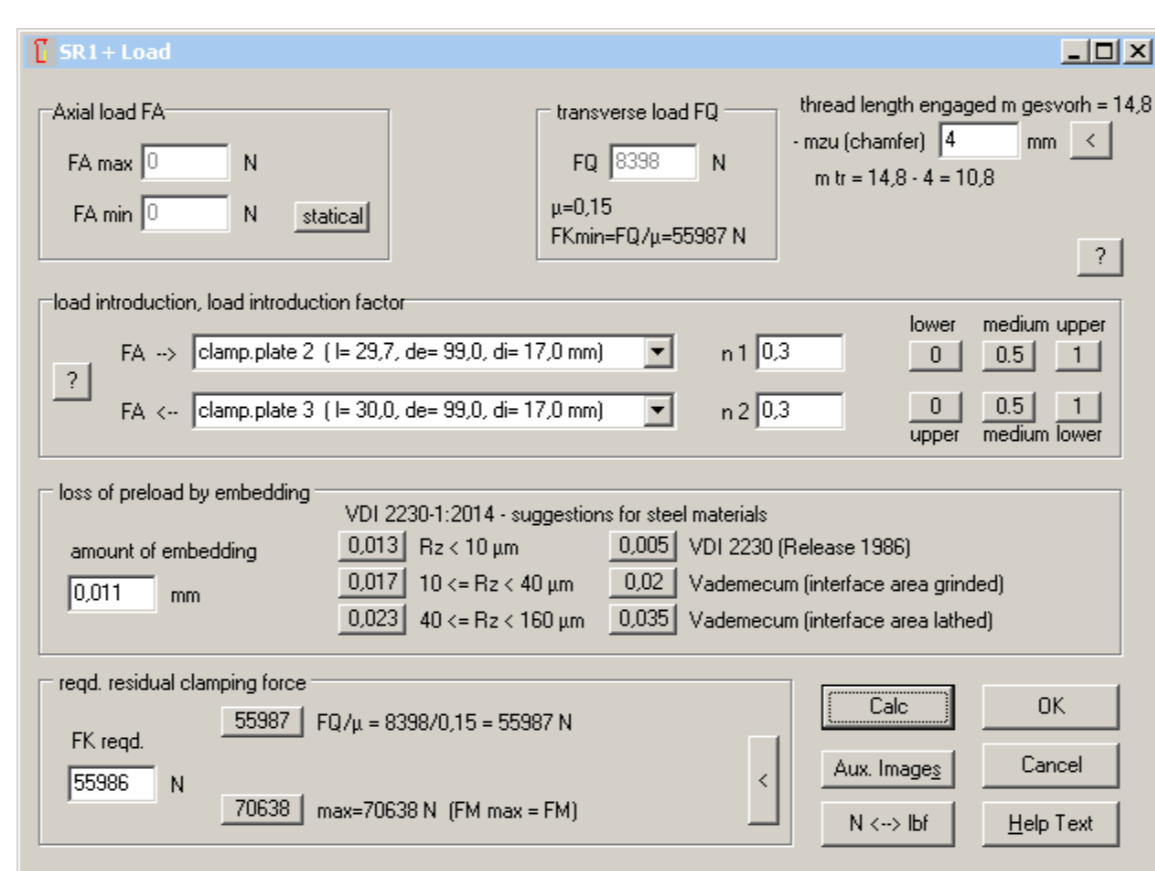 SR1+ Load
Axial load FA
FA max 0 N
FA min 0 N statical
transverse load FQ
FQ 8398 N
µ=0,15
FKmin=FQ/µ=55987 N
thread length engaged m gesvorh = 14,8
- mzu (chamfer) 4 mm <
m tr = 14,8 - 4 = 10,8
?
load introduction, load introduction factor
lower medium upper
FA --> clamp.plate 2 ( l= 29,7, de= 99,0, di= 17,0 mm) n 1 0,3 0 0.5 1
?
FA <-- clamp.plate 3 ( l= 30,0, de= 99,0, di= 17,0 mm) n 2 0,3 0 0.5 1
upper medium lower
loss of preload by embedding
VDI 2230-1:2014 - suggestions for steel materials
amount of embedding
0,011 mm
0,013 Rz < 10 µm 0,005 VDI 2230 (Release 1986)
0,017 10 <= Rz < 40 µm 0,02 Vademecum (interface area grinded)
0,023 40 <= Rz < 160 µm 0,035 Vademecum (interface area lathed)
reqd. residual clamping force
FK reqd.
55986 N
55987 FQ/µ = 8398/0,15 = 55987 N
70638 max=70638 N (FM max = FM)
<
Calc OK
Aux. Images Cancel
N <--> lbf Help Text